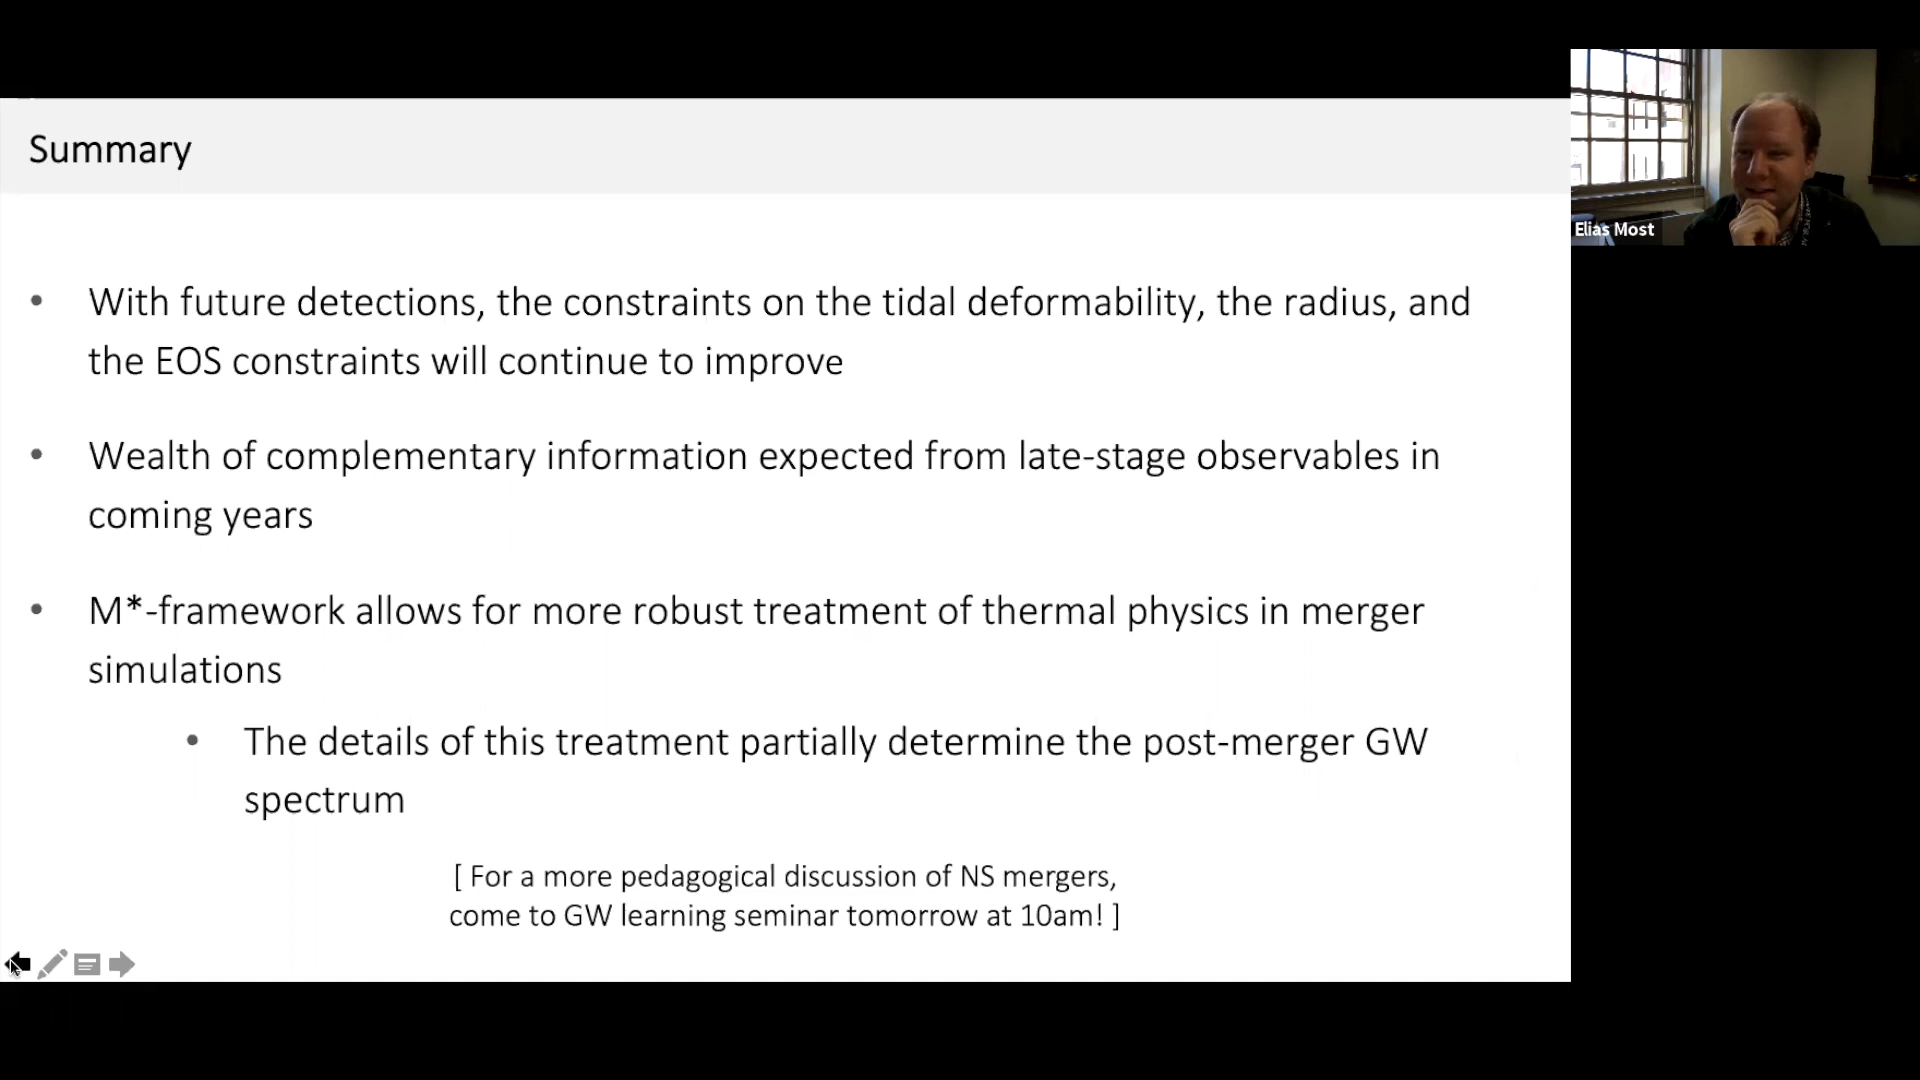 Summary
Elias Most
• With future detections, the constraints on the tidal deformability, the radius, and
the EOS constraints will continue to improve
• Wealth of complementary information expected from late-stage observables in
coming years
• M*-framework allows for more robust treatment of thermal physics in merger
simulations
• The details of this treatment partially determine the post-merger GW
spectrum
[ For a more pedagogical discussion of NS mergers,
come to GW learning seminar tomorrow at 10am! ]